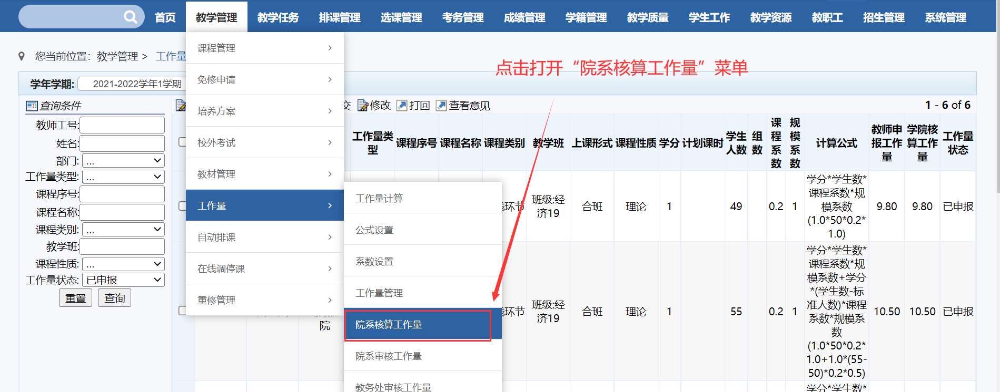 首页 教学管理 教学任务 排课管理 选课管理 考务管理 成绩管理 学籍管理 教学质量 学生工作 教学资源 教职工 招生管理 系统管理
您当前位置：教学管理 > 工作量
点击打开“院系核算工作量”菜单
学年学期: 2021-2022学年1学期
查询条件
教师工号:
姓名:
部门: ...
工作量类型: ...
课程序号:
课程名称:
课程类别: ...
教学班:
课程性质: ...
工作量状态: 已申报
重置 查询
课程管理
免修申请
培养方案
校外考试
教材管理
工作量
自动排课
在线调停课
重修管理
工作量计算
公式设置
系数设置
工作量管理
院系核算工作量
院系审核工作量
教务处审核工作量
交 修改 打回 查看意见
1 - 6 of 6
工作量类
型
课程序号
课程名称
课程类别
教学班
上课形式
课程性质
学分
计划课时
学生
人数
组
数
课
程
系
数
规
模
系
数
计算公式
教师申
报工作
量
学院核
算工作
量
工作量
状态
环节
班级:经
济19
合班
理论
1
49
0.2
1
学分*学生数*
课程系数*规
模系数
(1.0*50*0.2*
1.0)
9.80
9.80
已申报
院
环节
班级:经
济19
合班
理论
1
55
0.2
1
学分*学生数*
课程系数*规
模系数+学分
*(学生数-标
准人数)*课程
系数*规模系
数
(1.0*50*0.2*
1.0+1.0*(55-
50)*0.2*0.5)
10.50
10.50
已申报
学分*学生数*